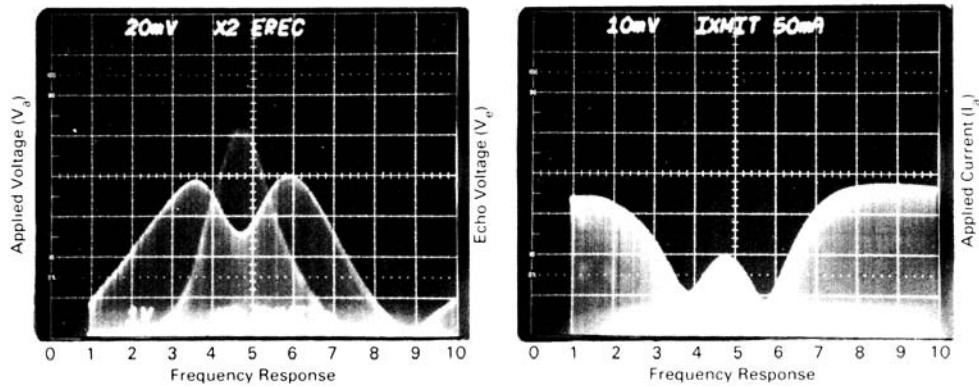 20mV X2 EREC
Applied Voltage (Va)
Echo Voltage (Ve)
0 1 2 3 4 5 6 7 8 9 10
Frequency Response
10mV IXMIT 50mA
Applied Current (Ia)
0 1 2 3 4 5 6 7 8 9 10
Frequency Response